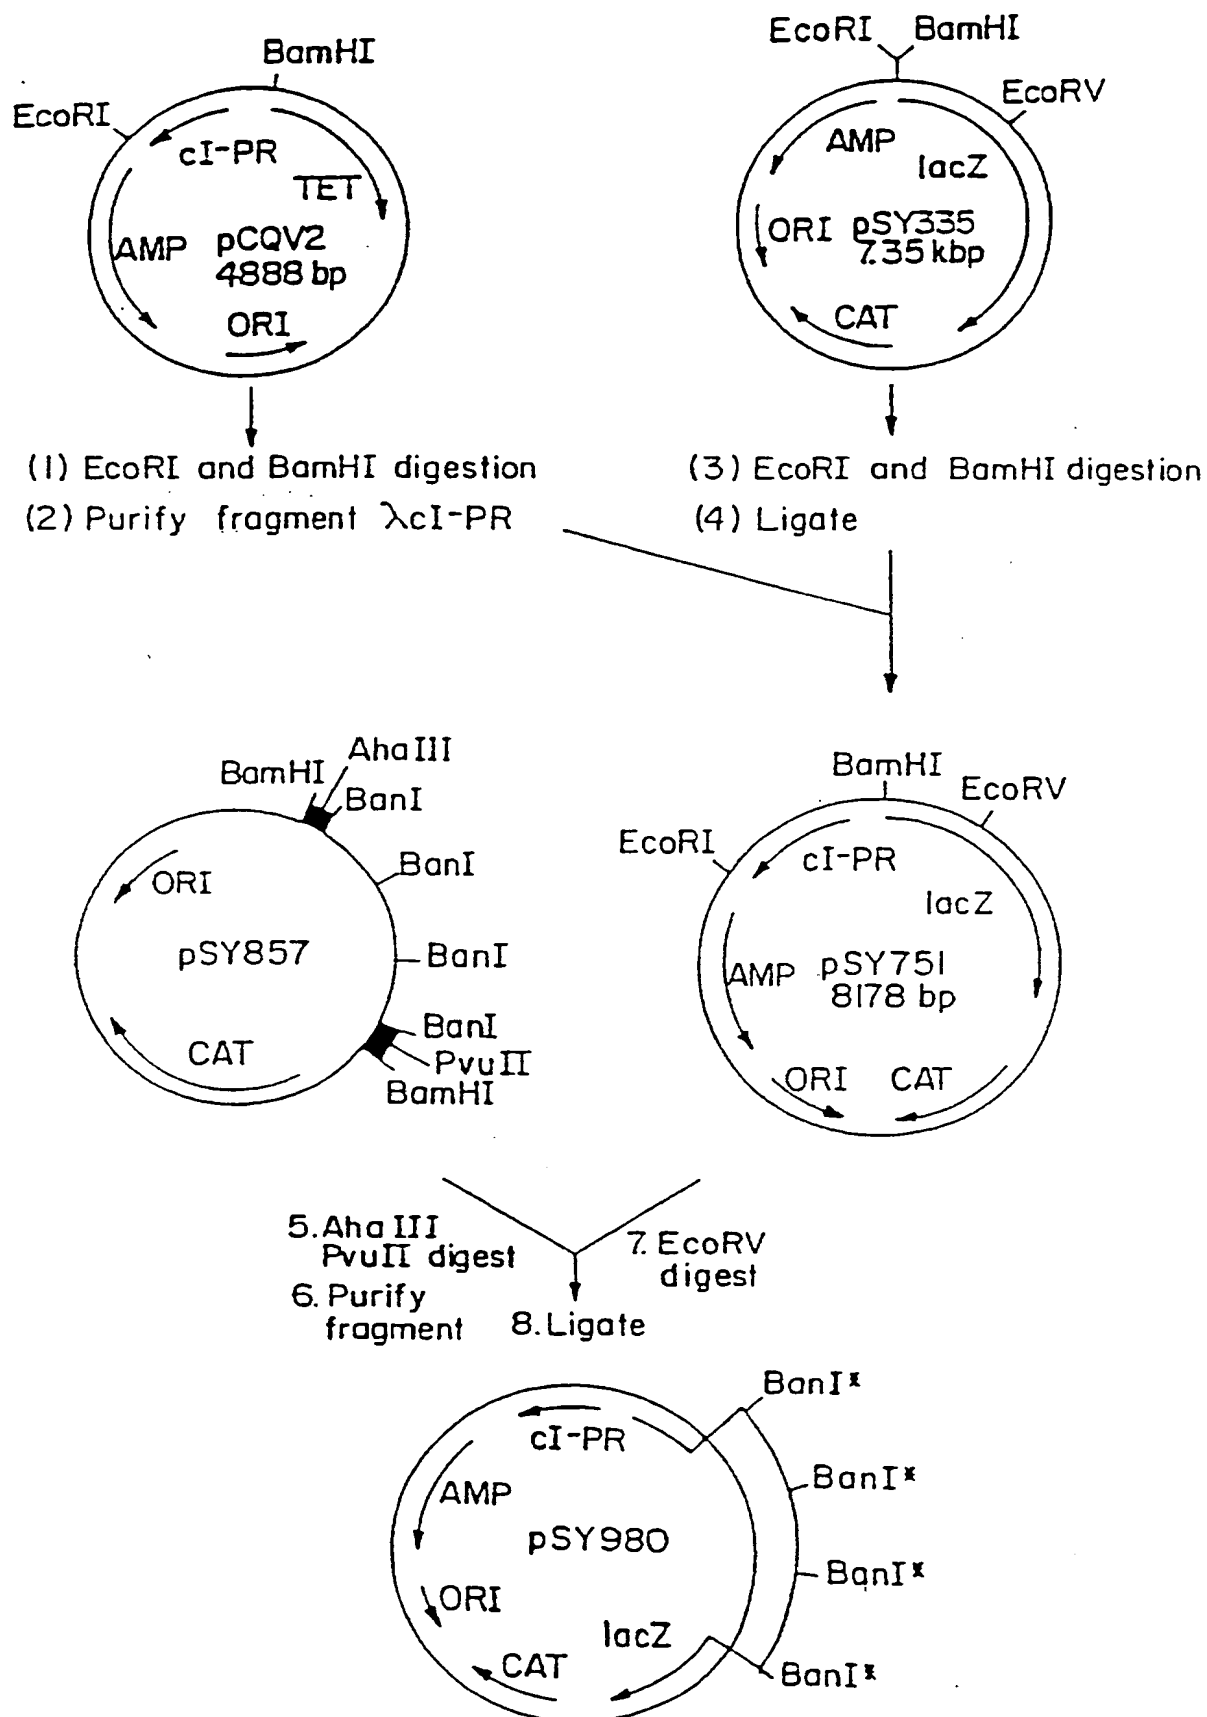 BamHI
EcoRI
cI-PR
TET
AMP
pCQV2
4888 bp
ORI
EcoRI
BamHI
EcoRV
AMP
lacZ
ORI
pSY335
7.35 kbp
CAT
(1) EcoRI and BamHI digestion
(2) Purify fragment λcI-PR
(3) EcoRI and BamHI digestion
(4) Ligate
BamHI
AhaIII
BanI
BanI
BanI
BanI
PvuII
BamHI
ORI
pSY857
CAT
BamHI
EcoRV
EcoRI
cI-PR
lacZ
AMP
pSY751
8178 bp
ORI
CAT
5. AhaIII
PvuII digest
6. Purify
fragment
7. EcoRV
digest
8. Ligate
BanI*
cI-PR
BanI*
AMP
pSY980
BanI*
ORI
lacZ
CAT
BanI*